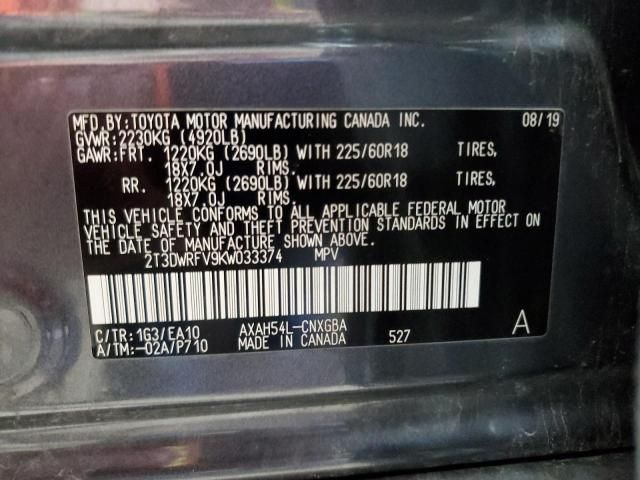 MFD.BY:TOYOTA MOTOR MANUFACTURING CANADA INC. 08/19
GVWR:2230KG (4920LB)
GAWR:FRT. 1220KG (2690LB) WITH 225/60R18 TIRES,
18X7.0J RIMS.
RR. 1220KG (2690LB) WITH 225/60R18 TIRES,
18X7.0J RIMS.
THIS VEHICLE CONFORMS TO ALL APPLICABLE FEDERAL MOTOR
VEHICLE SAFETY AND THEFT PREVENTION STANDARDS IN EFFECT ON
THE DATE OF MANUFACTURE SHOWN ABOVE.
2T3DWRFV9KW033374 MPV
C/TR:1G3/EA10 AXAH54L-CNXGBA A
A/TM:-02A/P710 MADE IN CANADA 527